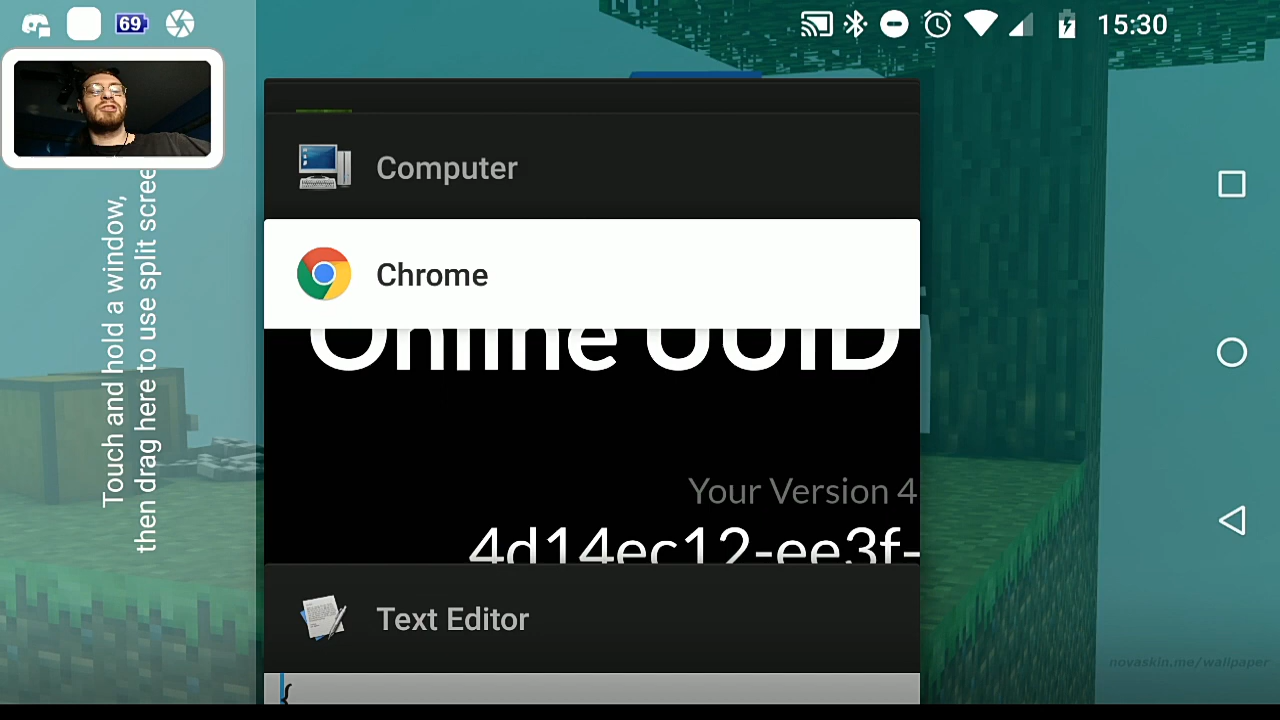 69
15:30
Touch and hold a window,
then drag here to use split scree
Computer
Chrome
Online UUID
Your Version 4
4d14ec12-ee3f-
Text Editor
{
novaskin.me/wallpaper